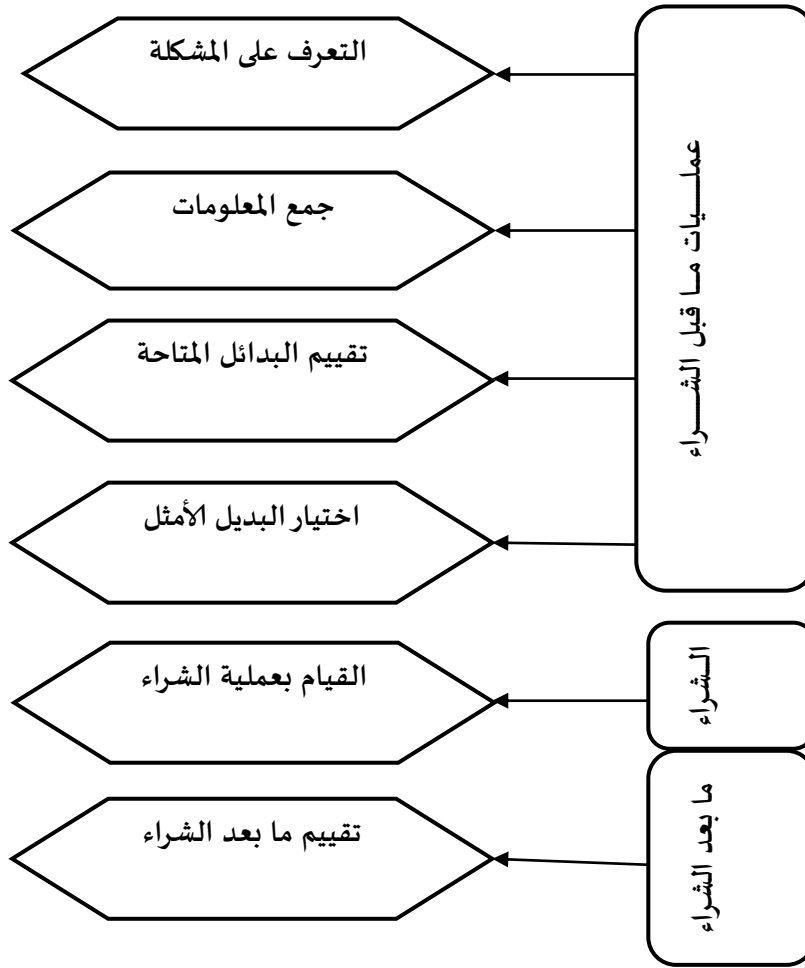 عمليات ما قبل الشراء
التعرف على المشكلة
جمع المعلومات
تقييم البدائل المتاحة
اختيار البديل الأمثل
الشراء
القيام بعملية الشراء
ما بعد الشراء
تقييم ما بعد الشراء